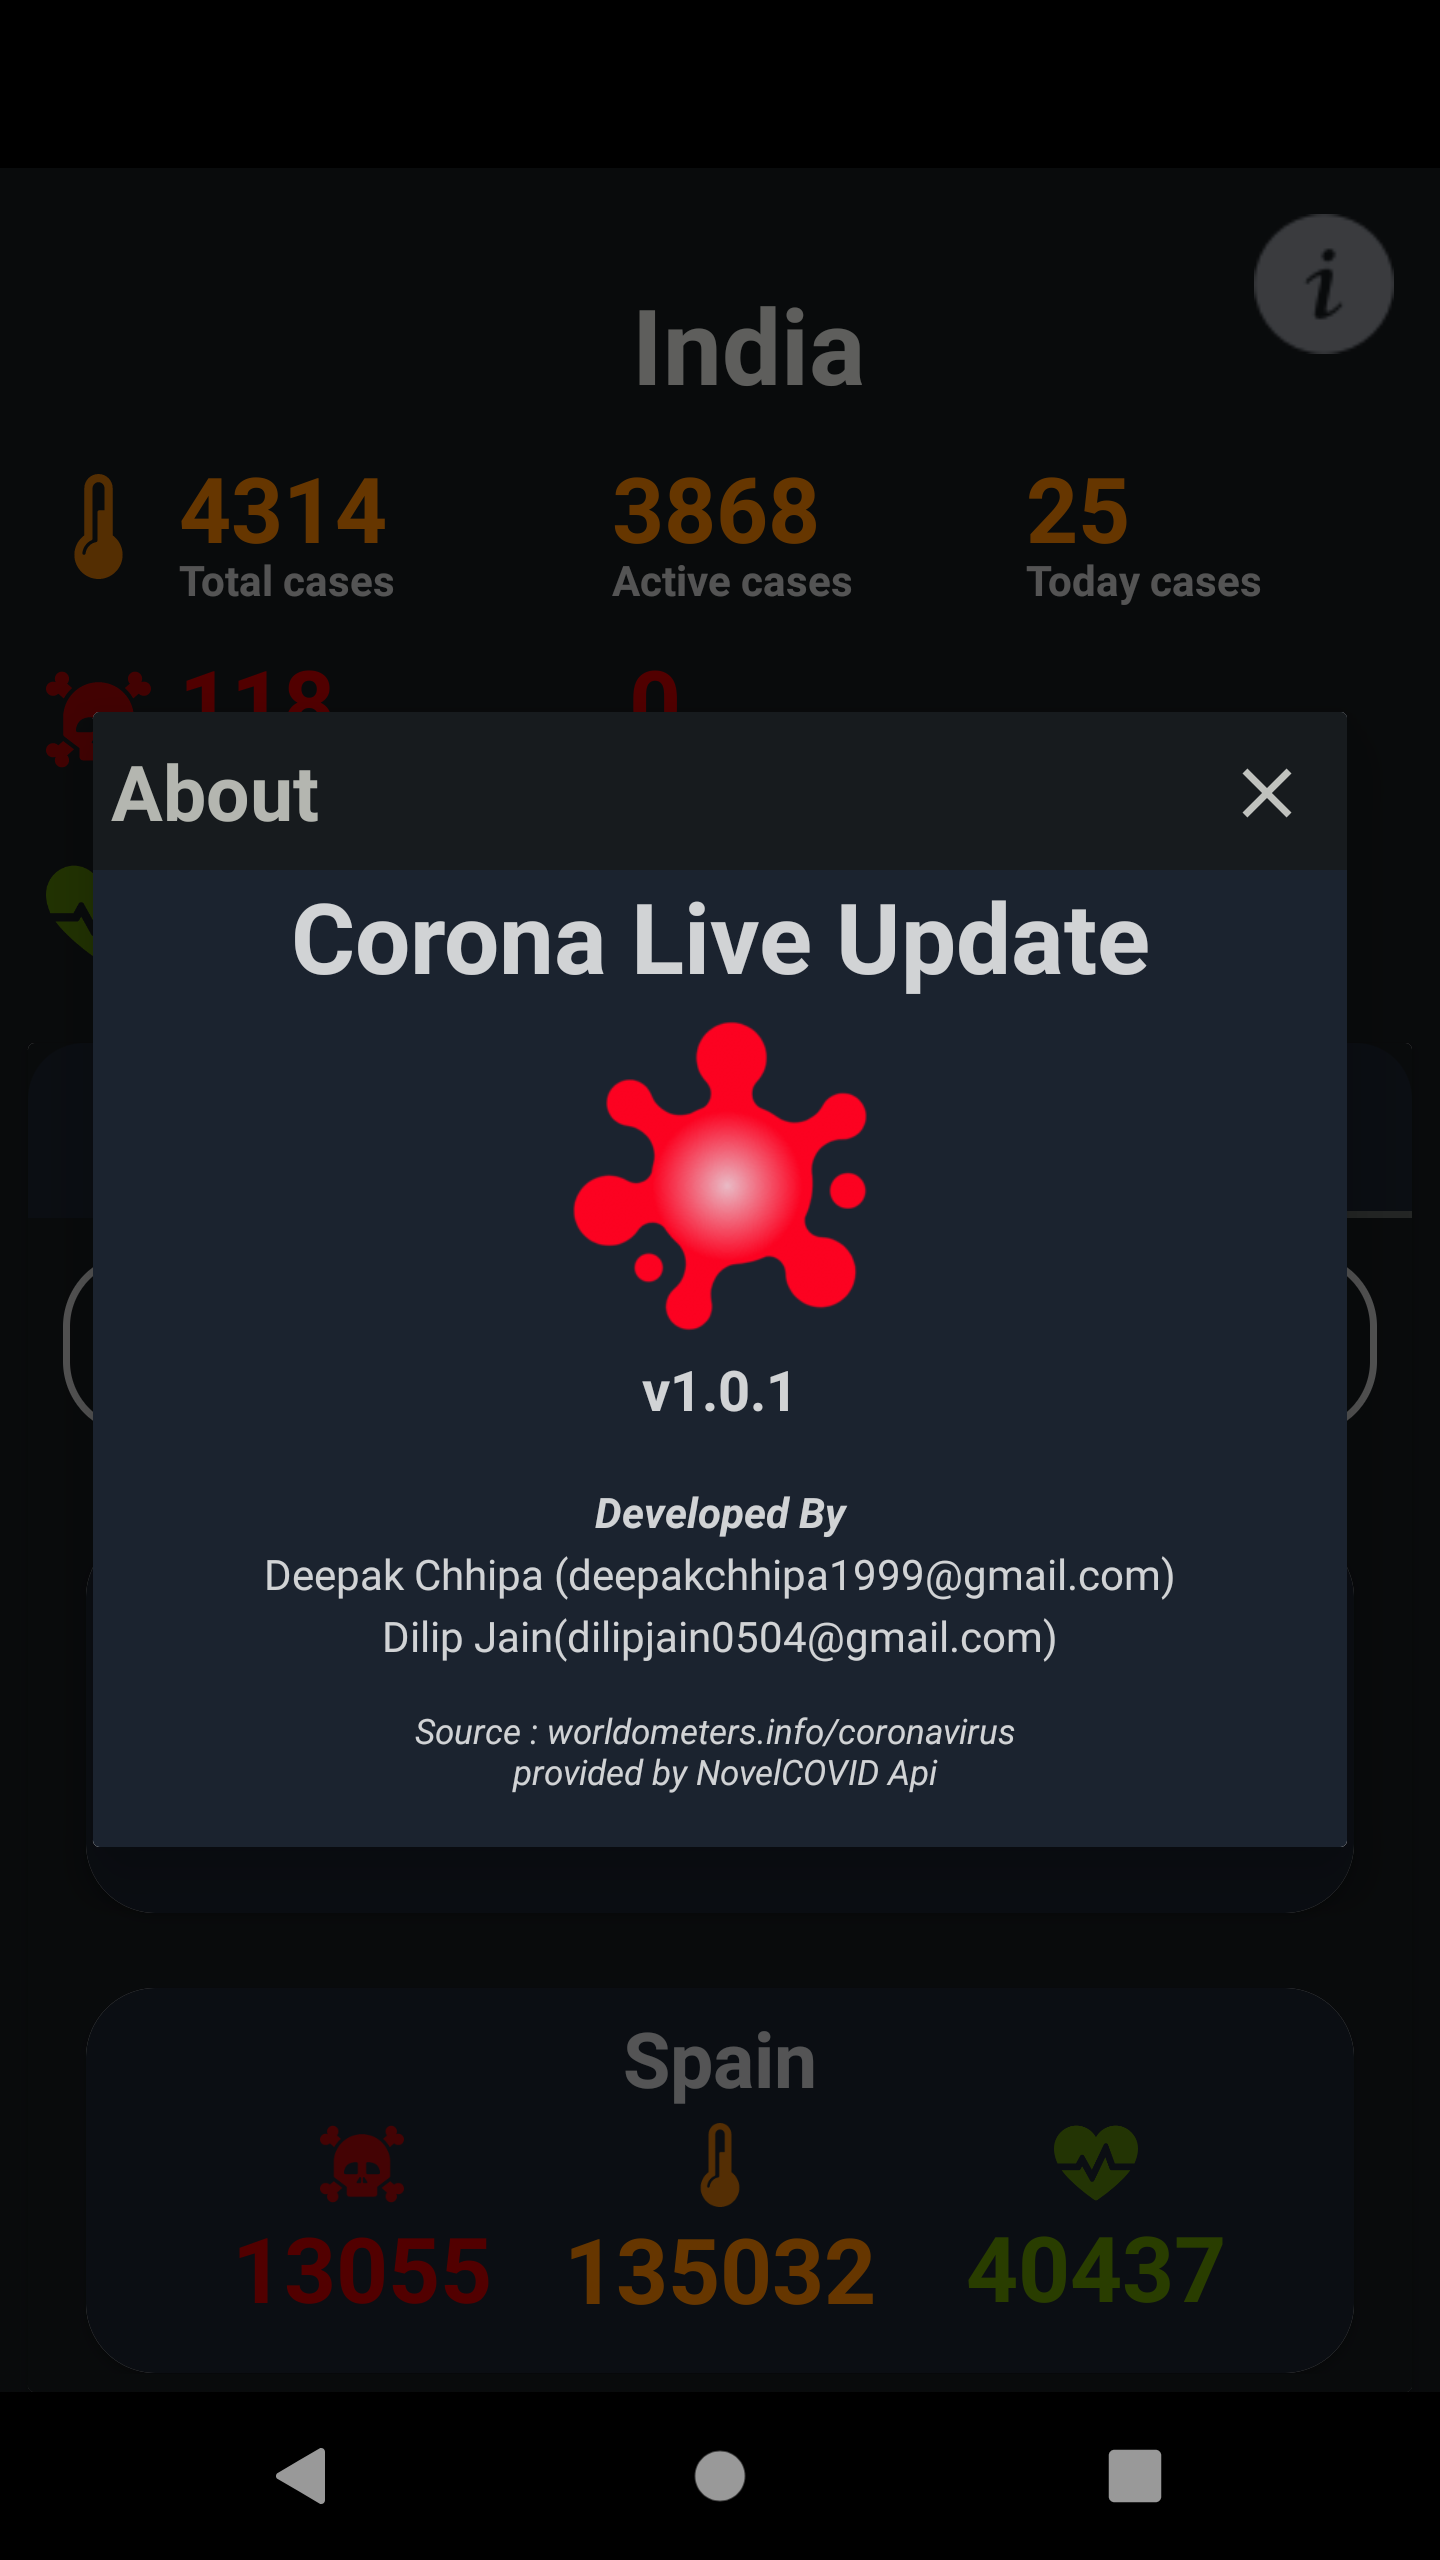 i
India
4314 3868 25
Total cases Active cases Today cases
118 0
About
Corona Live Update
v1.0.1
Developed By
Deepak Chhipa (deepakchhipa1999@gmail.com)
Dilip Jain(dilipjain0504@gmail.com)
Source : worldometers.info/coronavirus
provided by NovelCOVID Api
Spain
13055 135032 40437